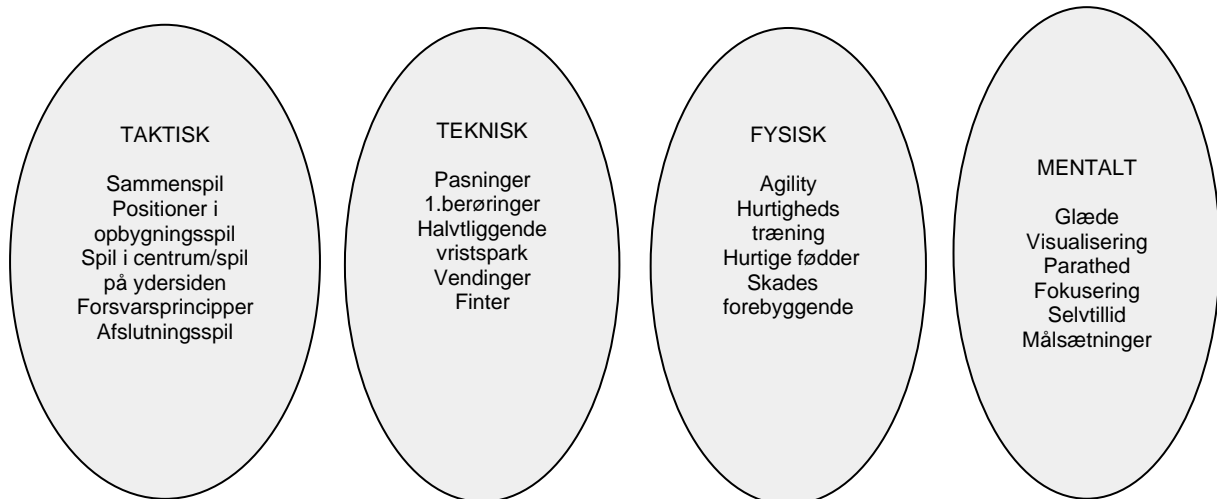 TAKTISK
Sammenspil
Positioner i
opbygningsspil
Spil i centrum/spil
på ydersiden
Forsvarsprincipper
Afslutningsspil
TEKNISK
Pasninger
1.berøringer
Halvtliggende
vristspark
Vendinger
Finter
FYSISK
Agility
Hurtigheds
træning
Hurtige fødder
Skades
forebyggende
MENTALT
Glæde
Visualisering
Parathed
Fokusering
Selvtillid
Målsætninger